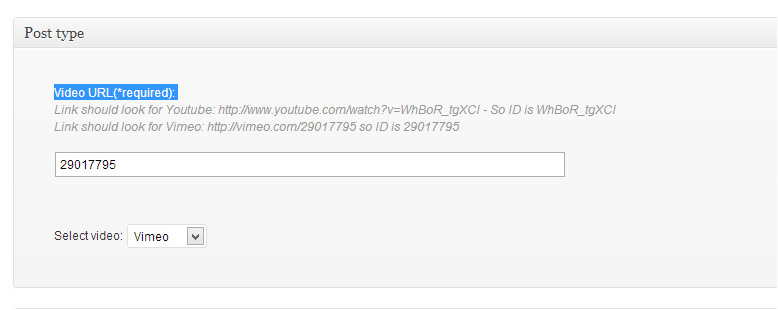 Post type
Video URL(*required):
Link should look for Youtube: http://www.youtube.com/watch?v=WhBoR_tgXCI - So ID is WhBoR_tgXCI
Link should look for Vimeo: http://vimeo.com/29017795 so ID is 29017795
29017795
Select video: Vimeo